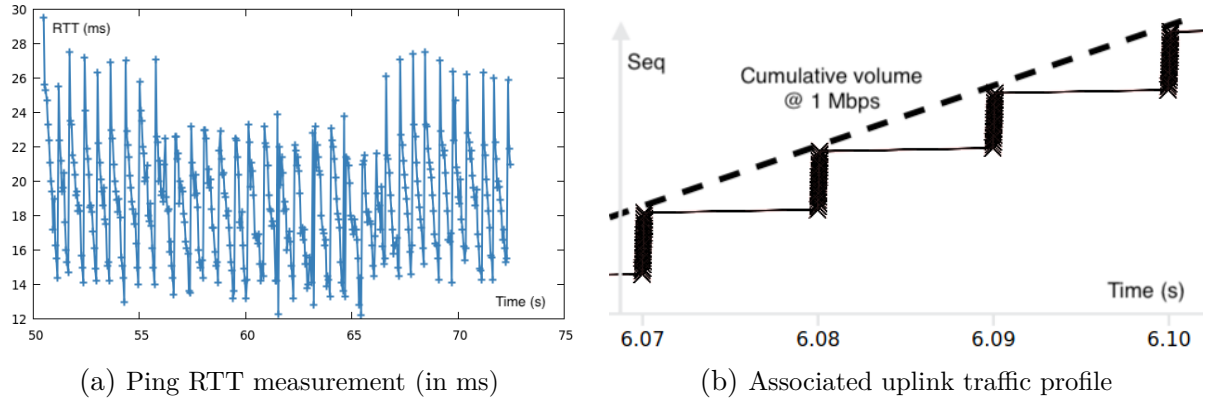 30
28
26
24
22
20
18
16
14
12
RTT (ms)
Time (s)
50
55
60
65
70
75
(a) Ping RTT measurement (in ms)
Seq
Cumulative volume
@ 1 Mbps
Time (s)
6.07
6.08
6.09
6.10
(b) Associated uplink traffic profile